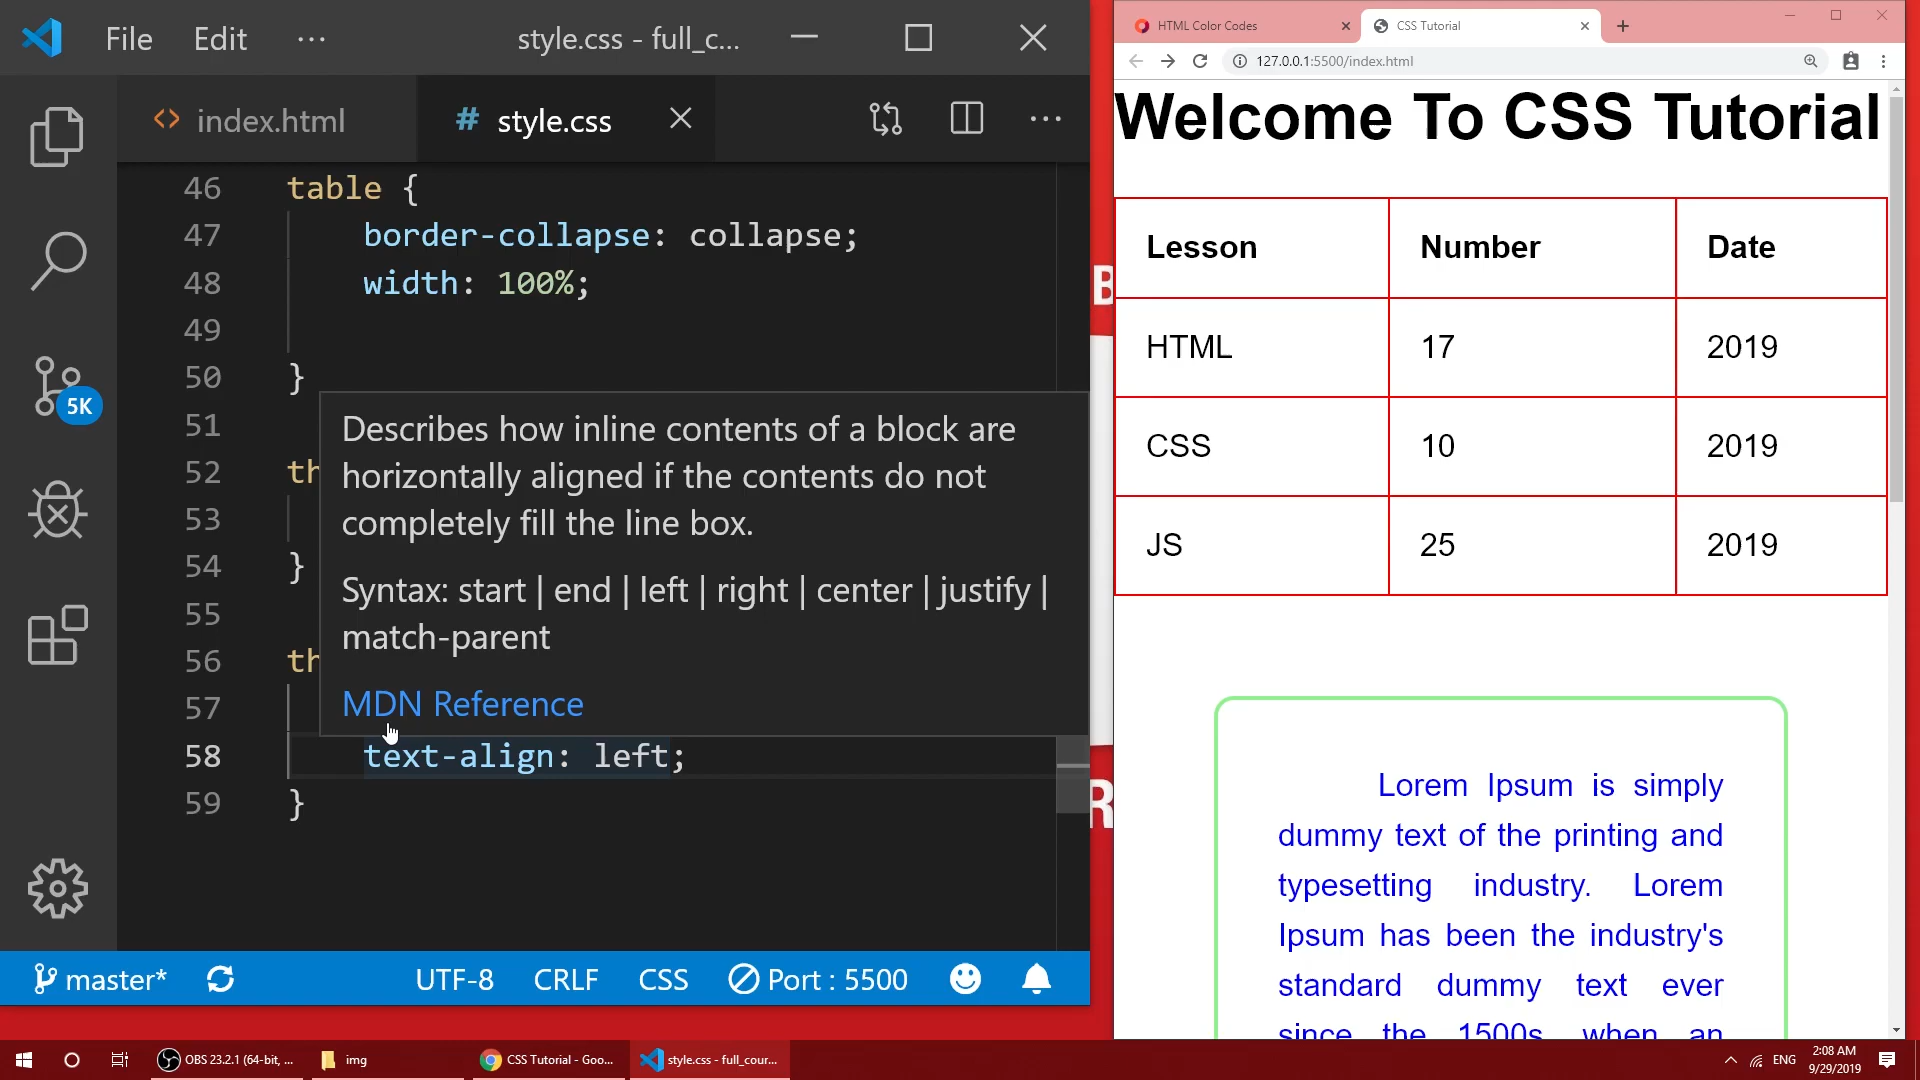 File Edit ··· style.css - full_c...
index.html # style.css
46 table {
47 border-collapse: collapse;
48 width: 100%;
49
50 }
51
52 th
53
54 }
55
56 th
57
58 text-align: left;
59 }
Describes how inline contents of a block are
horizontally aligned if the contents do not
completely fill the line box.
Syntax: start | end | left | right | center | justify |
match-parent
MDN Reference
5K
master* UTF-8 CRLF CSS Port : 5500
B
R
HTML Color Codes CSS Tutorial
127.0.0.1:5500/index.html
Welcome To CSS Tutorial
Lesson Number Date
HTML 17 2019
CSS 10 2019
JS 25 2019
Lorem Ipsum is simply
dummy text of the printing and
typesetting industry. Lorem
Ipsum has been the industry's
standard dummy text ever
since the 1500s, when an
OBS 23.2.1 (64-bit, ... img CSS Tutorial - Goo... style.css - full_cour... ENG 2:08 AM
9/29/2019